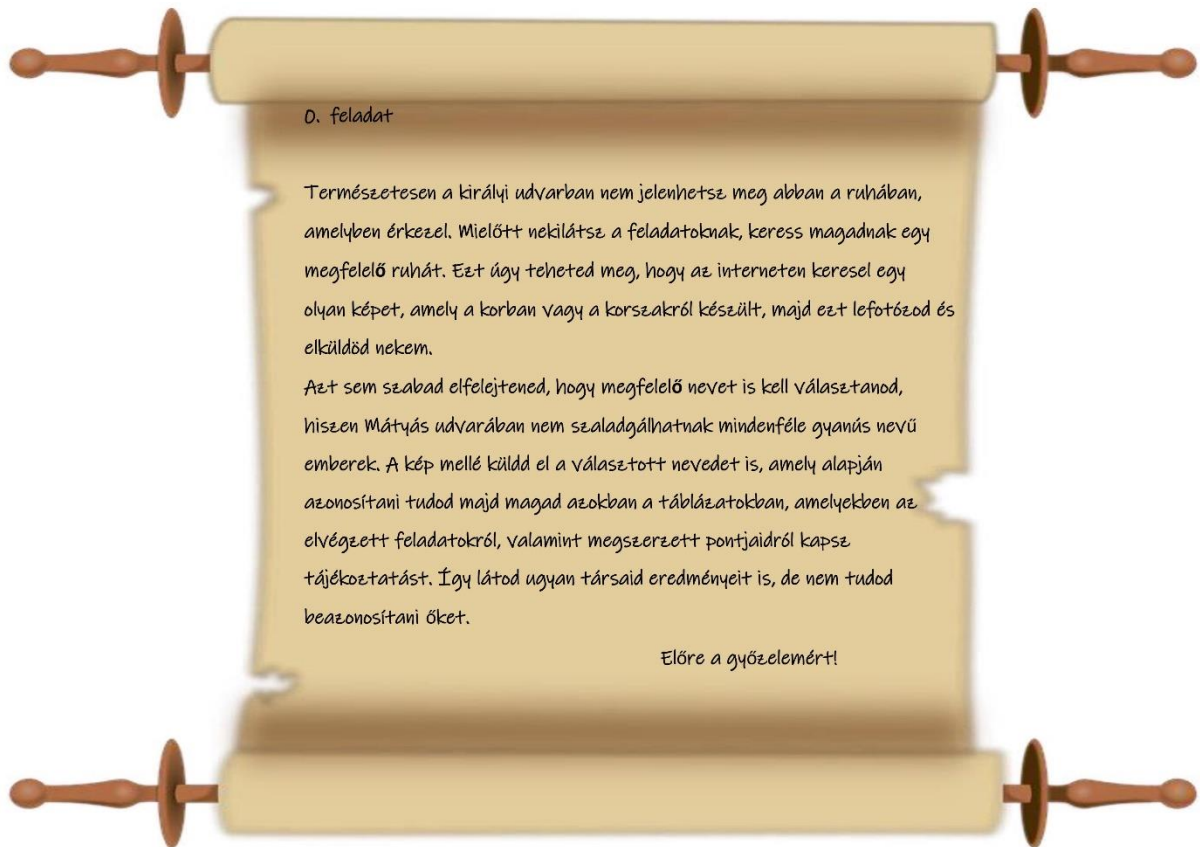 0. feladat
Természetesen a királyi udvarban nem jelenhetsz meg abban a ruhában,
amelyben érkezel. Mielőtt nekilátsz a feladatoknak, keress magadnak egy
megfelelő ruhát. Ezt úgy teheted meg, hogy az interneten keresel egy
olyan képet, amely a korban vagy a korszakról készült, majd ezt lefotózod és
elküldöd nekem.
Azt sem szabad elfelejtened, hogy megfelelő nevet is kell választanod,
hiszen Mátyás udvarában nem szaladgálhatnak mindenféle gyanús nevű
emberek. A kép mellé küldd el a választott nevedet is, amely alapján
azonosítani tudod majd magad azokban a táblázatokban, amelyekben az
elvégzett feladatokról, valamint megszerzett pontjaidról kapsz
tájékoztatást. Így látod ugyan társaid eredményeit is, de nem tudod
beazonosítani őket.
Előre a győzelemért!